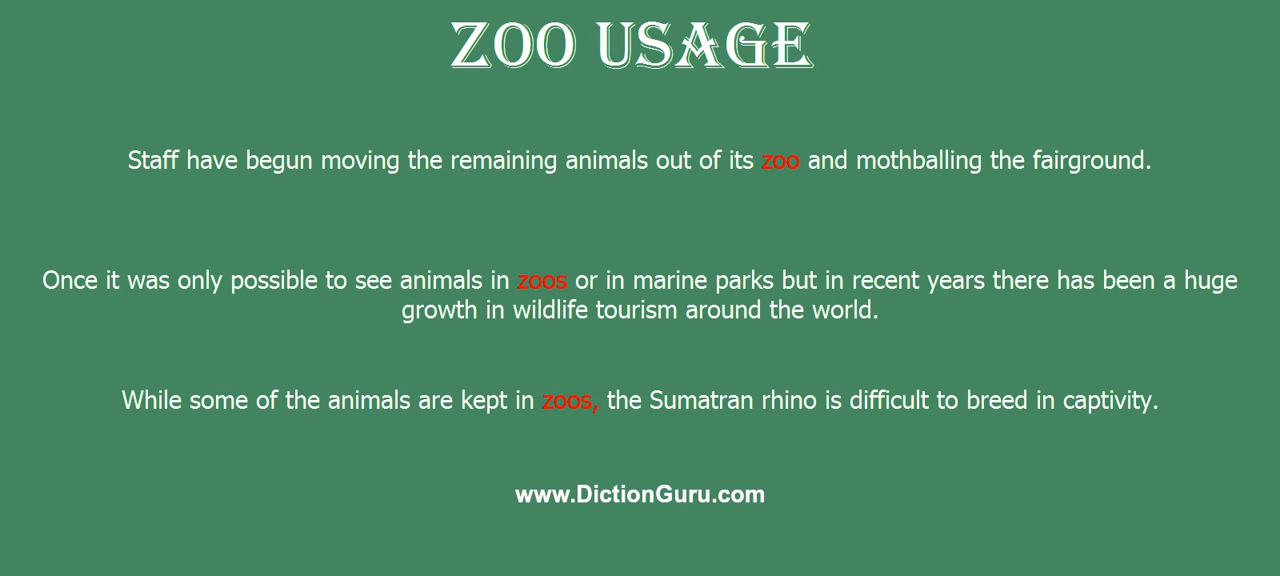 ZOO USAGE
Staff have begun moving the remaining animals out of its zoo and mothballing the fairground.
Once it was only possible to see animals in zoos or in marine parks but in recent years there has been a huge
growth in wildlife tourism around the world.
While some of the animals are kept in zoos, the Sumatran rhino is difficult to breed in captivity.
www.DictionGuru.com